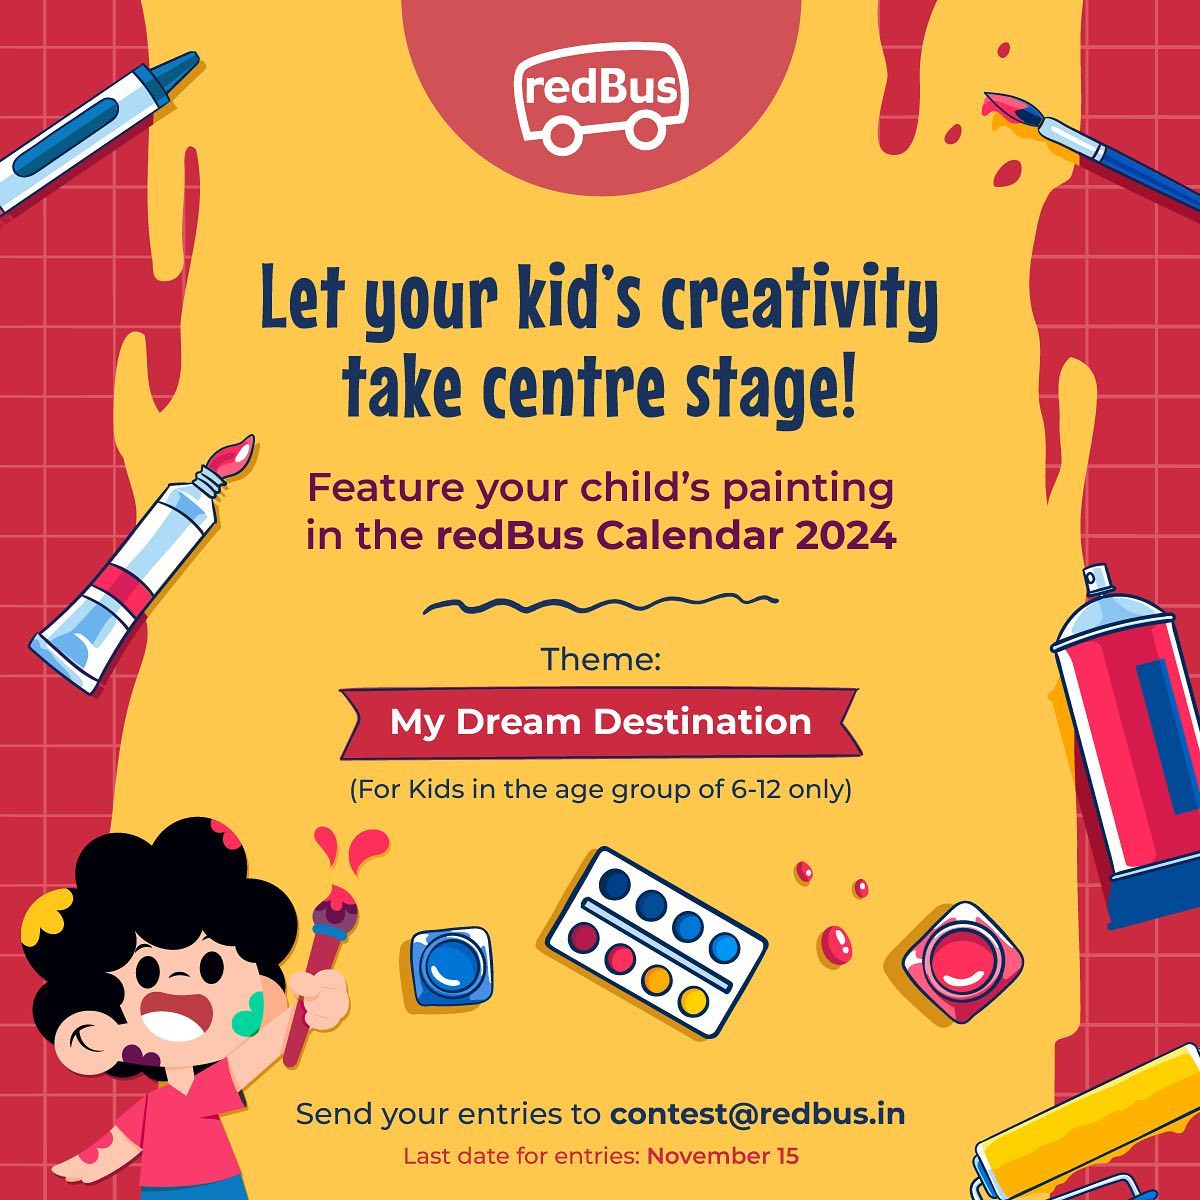 redBus
Let your kid’s creativity
take centre stage!
Feature your child’s painting
in the redBus Calendar 2024
Theme:
My Dream Destination
(For Kids in the age group of 6-12 only)
Send your entries to contest@redbus.in
Last date for entries: November 15